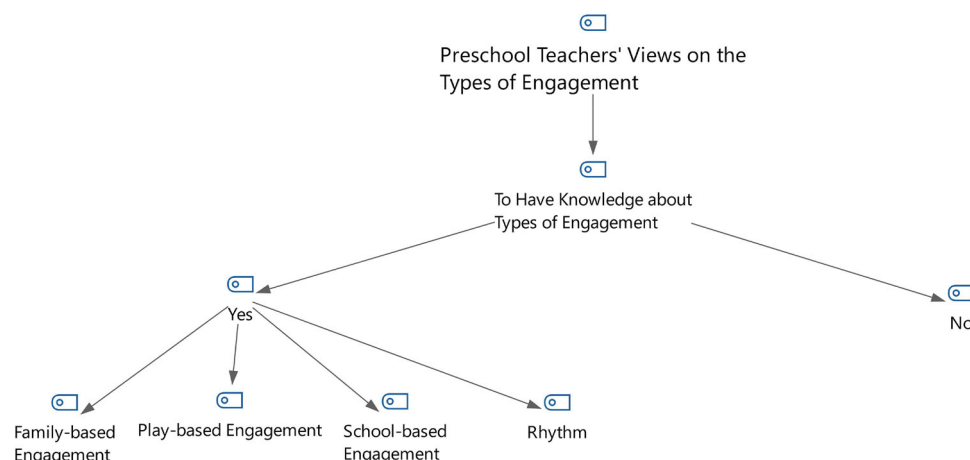 Preschool Teachers' Views on the
Types of Engagement
To Have Knowledge about
Types of Engagement
Yes
No
Family-based
Engagement
Play-based Engagement
School-based
Engagement
Rhythm